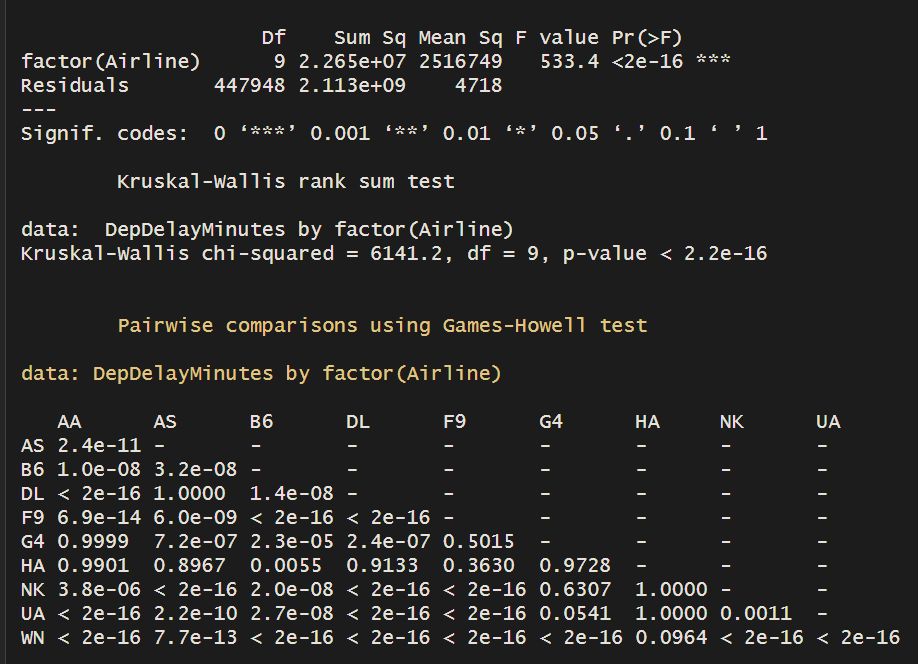 Df Sum Sq Mean Sq F value Pr(>F)
factor(Airline) 9 2.265e+07 2516749 533.4 <2e-16 ***
Residuals 447948 2.113e+09 4718
---
Signif. codes: 0 ‘***’ 0.001 ‘**’ 0.01 ‘*’ 0.05 ‘.’ 0.1 ‘ ’ 1
Kruskal-Wallis rank sum test
data: DepDelayMinutes by factor(Airline)
Kruskal-Wallis chi-squared = 6141.2, df = 9, p-value < 2.2e-16
Pairwise comparisons using Games-Howell test
data: DepDelayMinutes by factor(Airline)
AA AS B6 DL F9 G4 HA NK UA
AS 2.4e-11 - - - - - - - -
B6 1.0e-08 3.2e-08 - - - - - - -
DL < 2e-16 1.0000 1.4e-08 - - - - - -
F9 6.9e-14 6.0e-09 < 2e-16 < 2e-16 - - - - -
G4 0.9999 7.2e-07 2.3e-05 2.4e-07 0.5015 - - - -
HA 0.9901 0.8967 0.0055 0.9133 0.3630 0.9728 - - -
NK 3.8e-06 < 2e-16 2.0e-08 < 2e-16 < 2e-16 0.6307 1.0000 - -
UA < 2e-16 2.2e-10 2.7e-08 < 2e-16 < 2e-16 0.0541 1.0000 0.0011 -
WN < 2e-16 7.7e-13 < 2e-16 < 2e-16 < 2e-16 < 2e-16 0.0964 < 2e-16 < 2e-16